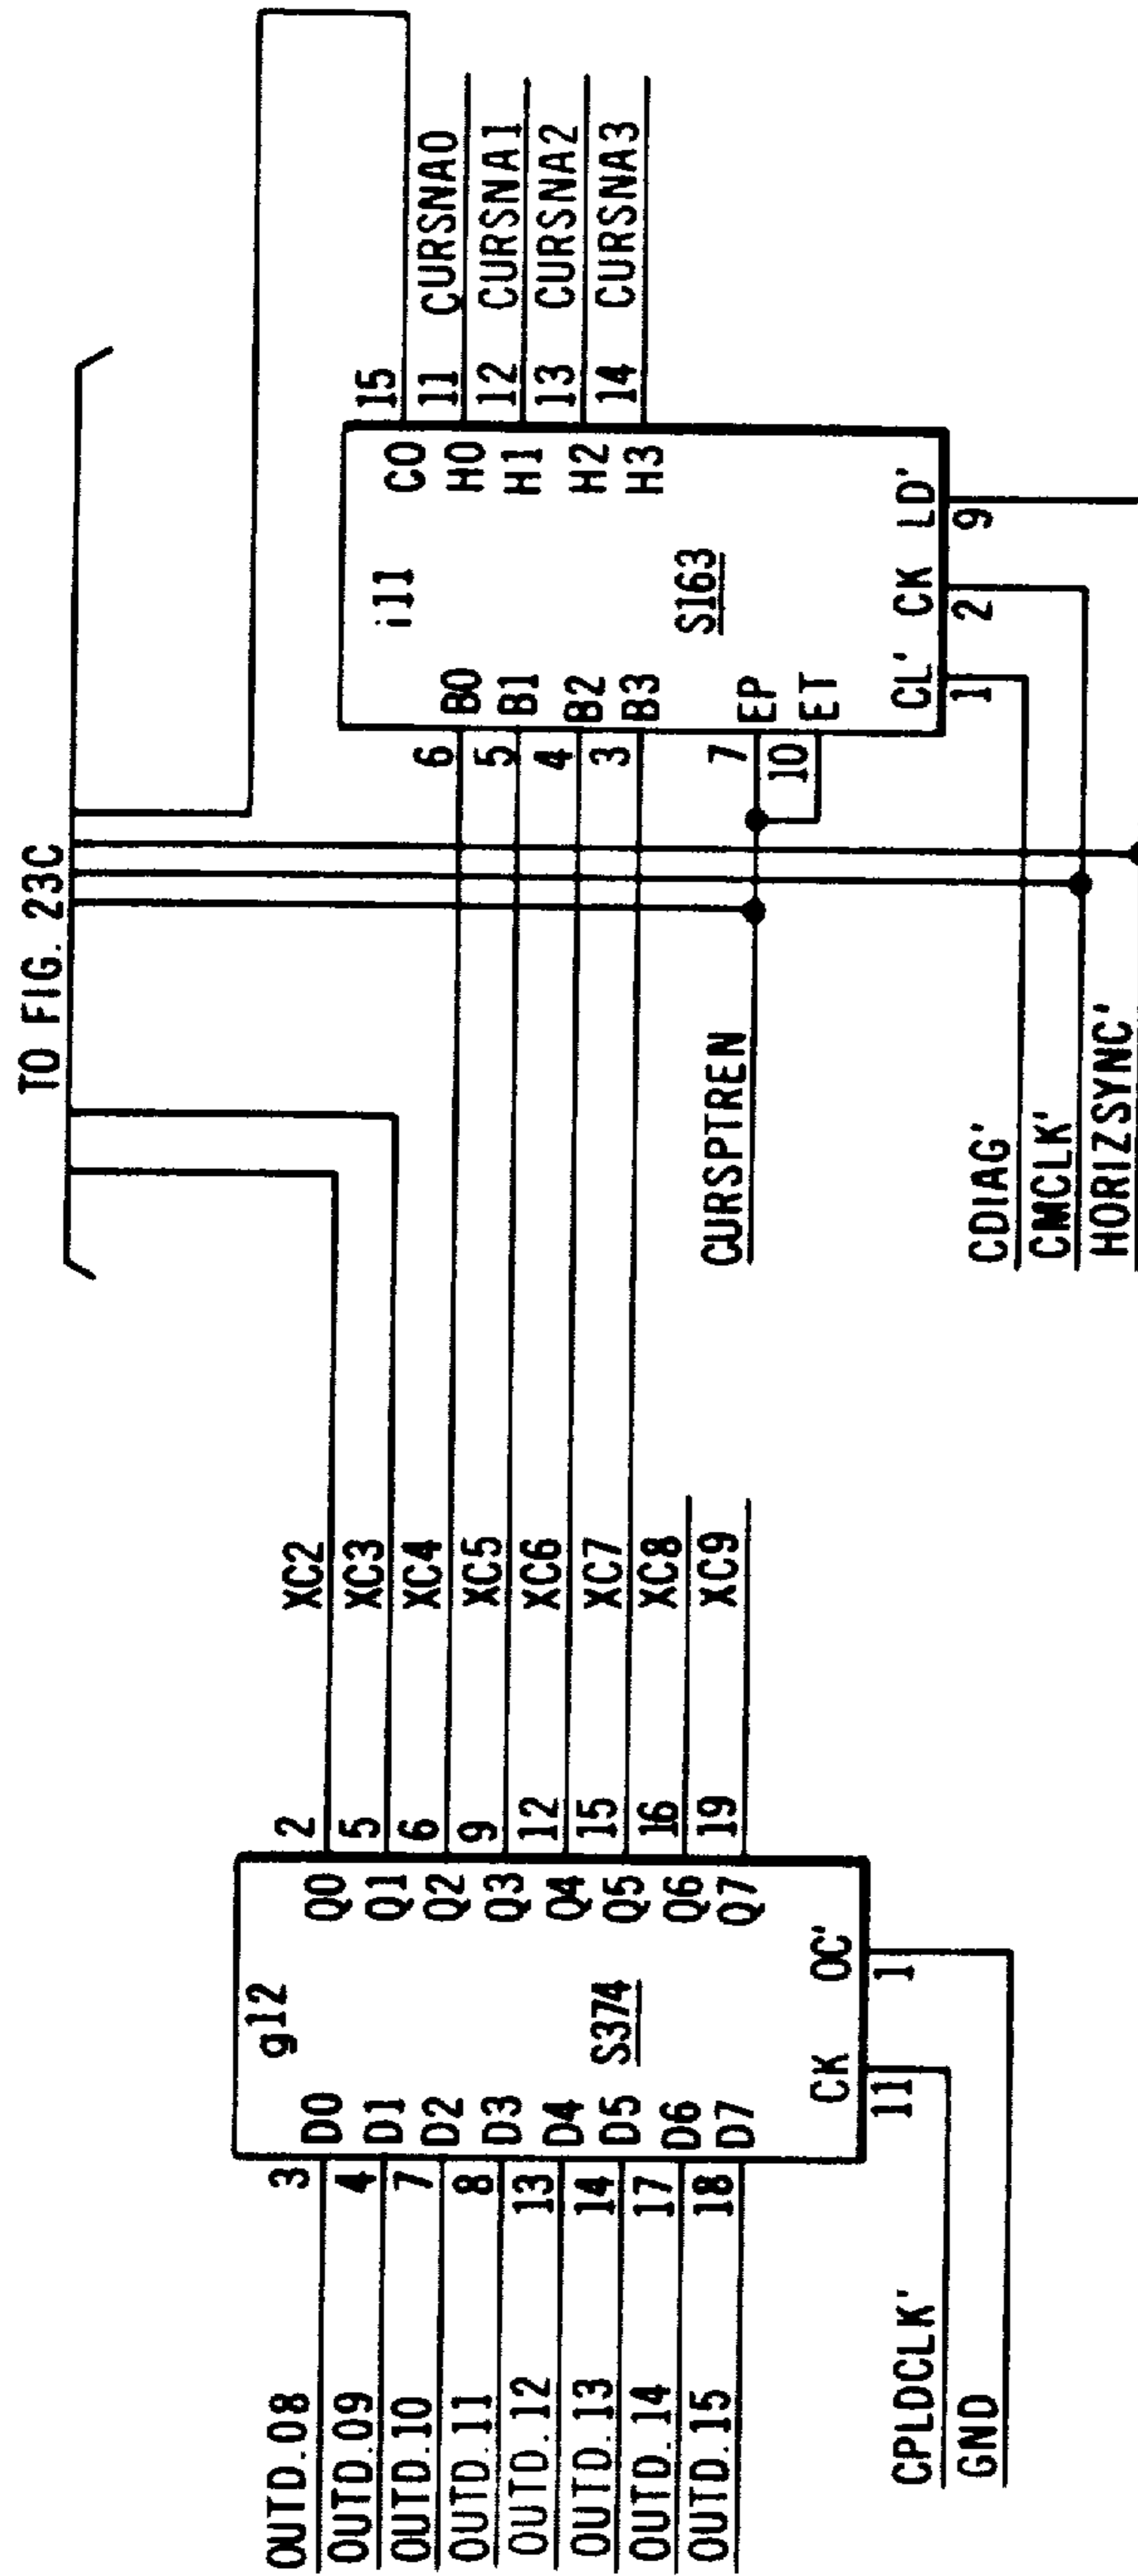 TO FIG. 23C
g12
S374
OUTD.08 3 D0 Q0 2 XC2
OUTD.09 4 D1 Q1 5 XC3
OUTD.10 7 D2 Q2 6 XC4
OUTD.11 8 D3 Q3 9 XC5
OUTD.12 13 D4 Q4 12 XC6
OUTD.13 14 D5 Q5 15 XC7
OUTD.14 17 D6 Q6 16 XC8
OUTD.15 18 D7 Q7 19 XC9
CK OC'
11 1
CPLDCLK'
GND
i11
S163
CO 15
6 B0 H0 11 CURSNA0
5 B1 H1 12 CURSNA1
4 B2 H2 13 CURSNA2
3 B3 H3 14 CURSNA3
CURSPTREN 7 EP
10 ET
CL' CK LD'
1 2 9
CDIAG'
CMCLK'
HORIZSYNC'